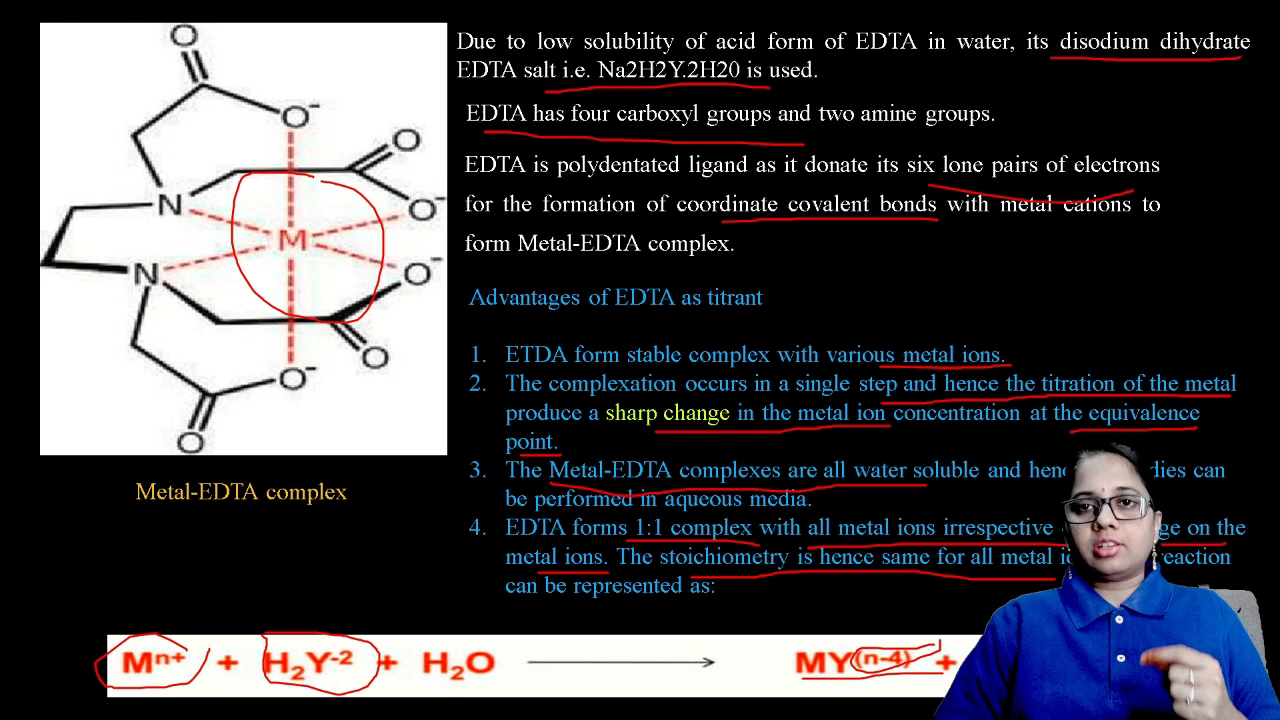 O
O⁻
O
N
O⁻
M
N
O⁻
O
O⁻
O
Metal-EDTA complex
Due to low solubility of acid form of EDTA in water, its disodium dihydrate
EDTA salt i.e. Na2H2Y.2H20 is used.
EDTA has four carboxyl groups and two amine groups.
EDTA is polydentated ligand as it donate its six lone pairs of electrons
for the formation of coordinate covalent bonds with metal cations to
form Metal-EDTA complex.
Advantages of EDTA as titrant
1. ETDA form stable complex with various metal ions.
2. The complexation occurs in a single step and hence the titration of the metal
produce a sharp change in the metal ion concentration at the equivalence
point.
3. The Metal-EDTA complexes are all water soluble and can
be performed in aqueous media.
4. EDTA forms 1:1 complex with all metal ions irrespective on the
metal ions. The stoichiometry is hence same for all metal
can be represented as:
Mⁿ⁺ + H₂Y⁻² + H₂O ⟶ MY⁽ⁿ⁻⁴⁾ +